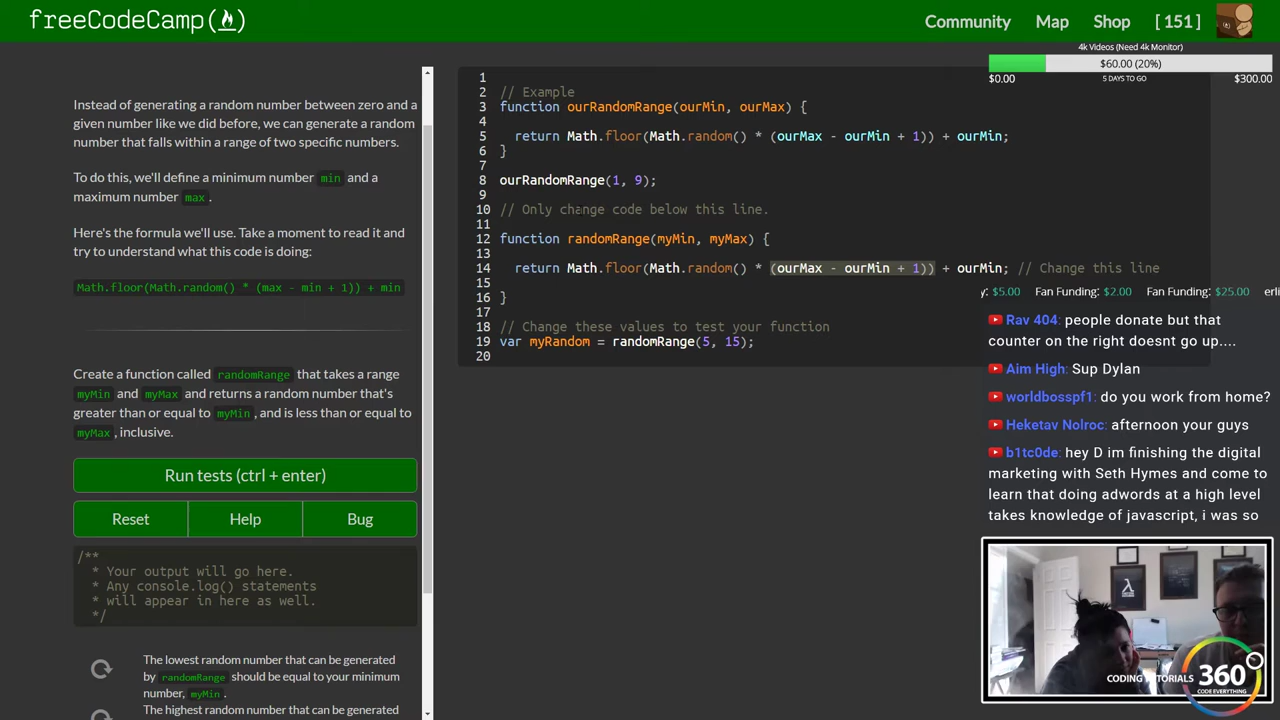 freeCodeCamp
Community
Map
Shop
[ 151 ]
4k Videos (Need 4k Monitor)
$60.00 (20%)
$0.00
5 DAYS TO GO
$300.00
Instead of generating a random number between zero and a
given number like we did before, we can generate a random
number that falls within a range of two specific numbers.
To do this, we'll define a minimum number min and a
maximum number max .
Here's the formula we'll use. Take a moment to read it and
try to understand what this code is doing:
Math.floor(Math.random() * (max - min + 1)) + min
Create a function called randomRange that takes a range
myMin and myMax and returns a random number that's
greater than or equal to myMin , and is less than or equal to
myMax , inclusive.
Run tests (ctrl + enter)
Reset
Help
Bug
/**
* Your output will go here.
* Any console.log() statements
* will appear in here as well.
*/
The lowest random number that can be generated
by randomRange should be equal to your minimum
number, myMin .
The highest random number that can be generated
1
2 // Example
3 function ourRandomRange(ourMin, ourMax) {
4
5 return Math.floor(Math.random() * (ourMax - ourMin + 1)) + ourMin;
6 }
7
8 ourRandomRange(1, 9);
9
10 // Only change code below this line.
11
12 function randomRange(myMin, myMax) {
13
14 return Math.floor(Math.random() * (ourMax - ourMin + 1)) + ourMin; // Change this line
15
16 }
17
18 // Change these values to test your function
19 var myRandom = randomRange(5, 15);
20
y: $5.00 Fan Funding: $2.00 Fan Funding: $25.00 erl
Rav 404: people donate but that
counter on the right doesnt go up....
Aim High: Sup Dylan
worldbosspf1: do you work from home?
Heketav Nolroc: afternoon your guys
b1tc0de: hey D im finishing the digital
marketing with Seth Hymes and come to
learn that doing adwords at a high level
takes knowledge of javascript, i was so
CODING TUTORIALS 360°
CODE EVERYTHING